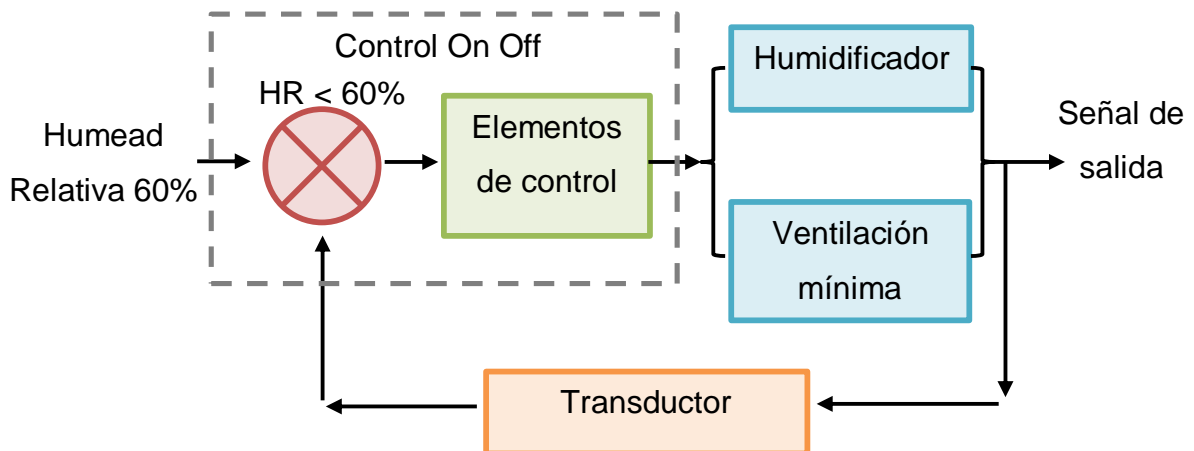 Control On Off
HR < 60%
Humead
Relativa 60%
Elementos
de control
Humidificador
Ventilación
mínima
Señal de
salida
Transductor